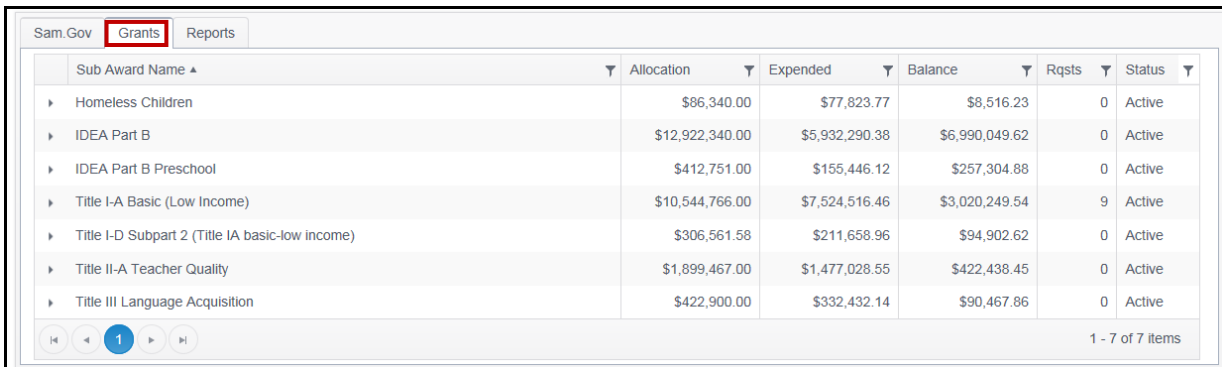 Sam.Gov Grants Reports
Sub Award Name Allocation Expended Balance Rqsts Status
Homeless Children $86,340.00 $77,823.77 $8,516.23 0 Active
IDEA Part B $12,922,340.00 $5,932,290.38 $6,990,049.62 0 Active
IDEA Part B Preschool $412,751.00 $155,446.12 $257,304.88 0 Active
Title I-A Basic (Low Income) $10,544,766.00 $7,524,516.46 $3,020,249.54 9 Active
Title I-D Subpart 2 (Title IA basic-low income) $306,561.58 $211,658.96 $94,902.62 0 Active
Title II-A Teacher Quality $1,899,467.00 $1,477,028.55 $422,438.45 0 Active
Title III Language Acquisition $422,900.00 $332,432.14 $90,467.86 0 Active
1 1 - 7 of 7 items